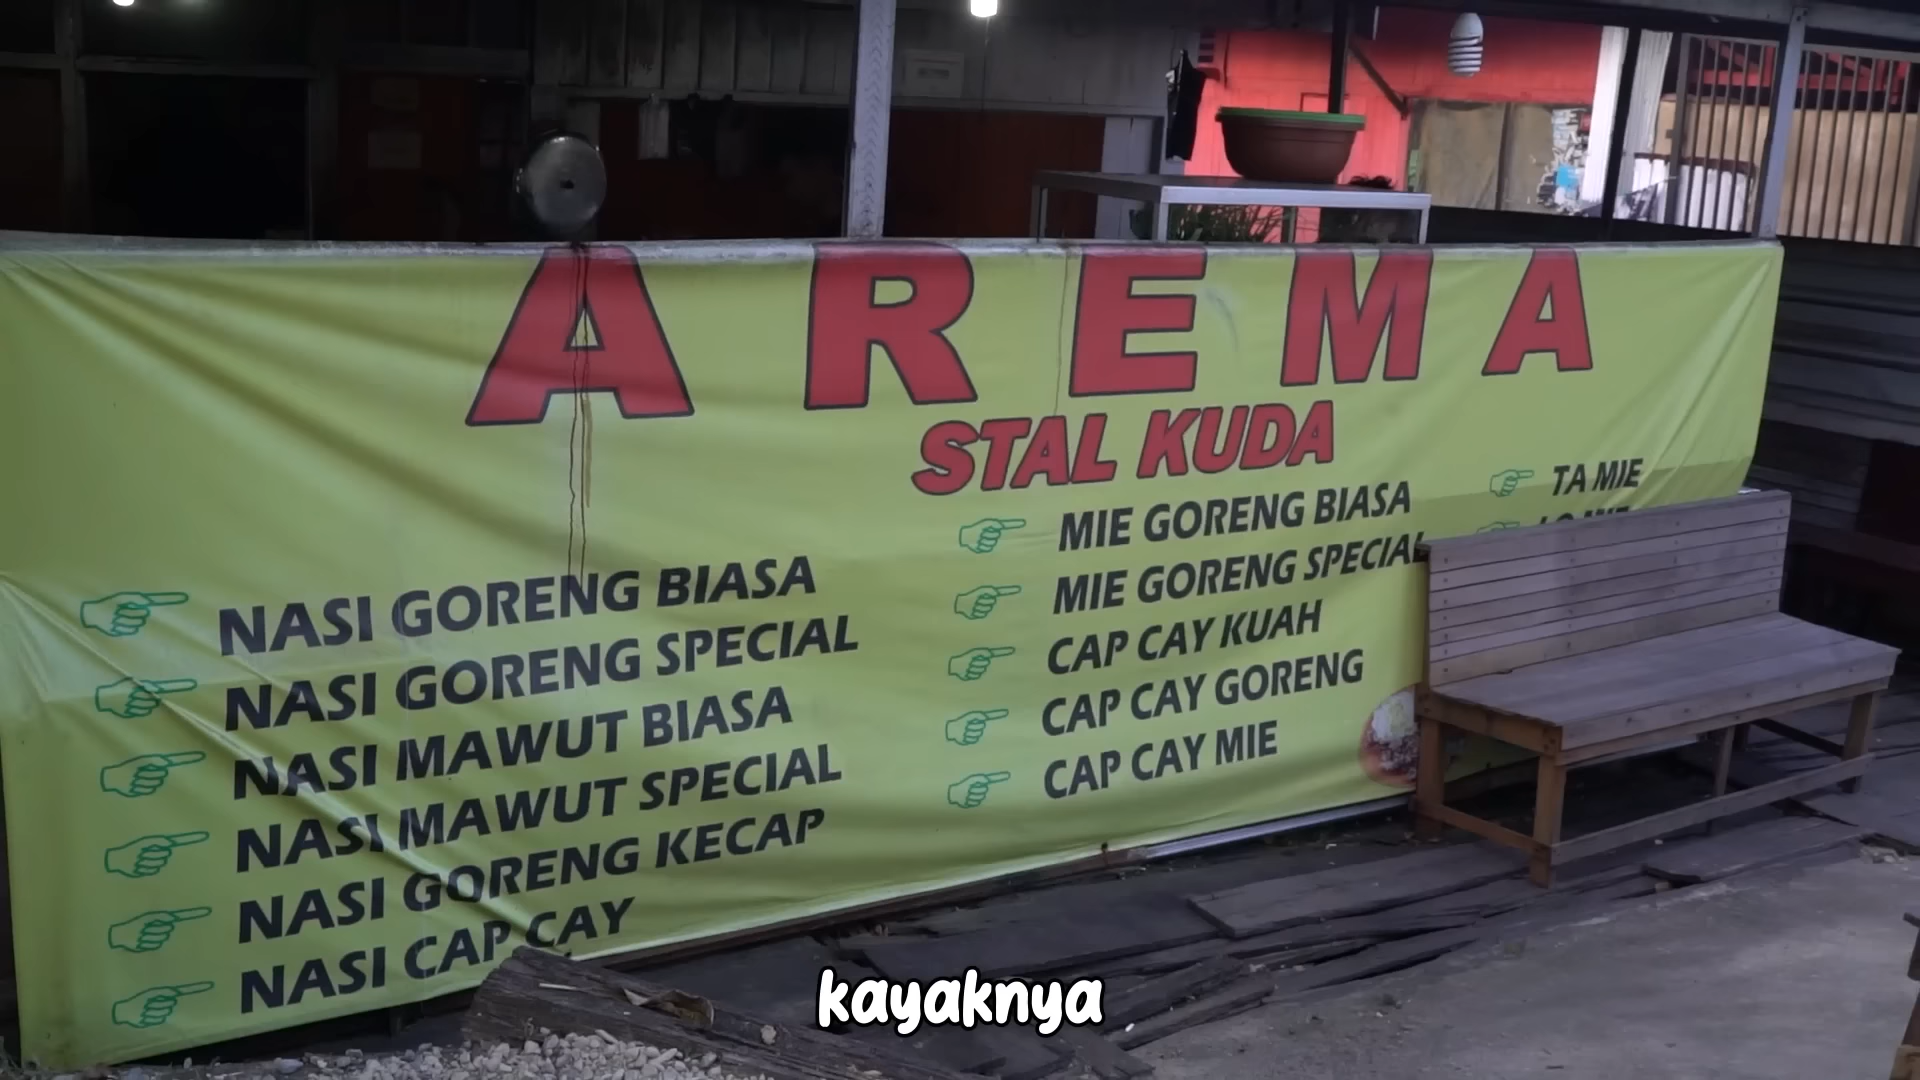 AREMA
STAL KUDA
NASI GORENG BIASA
NASI GORENG SPECIAL
NASI MAWUT BIASA
NASI MAWUT SPECIAL
NASI GORENG KECAP
NASI CAP CAY
MIE GORENG BIASA
MIE GORENG SPECIAL
CAP CAY KUAH
CAP CAY GORENG
CAP CAY MIE
TA MIE
kayaknya